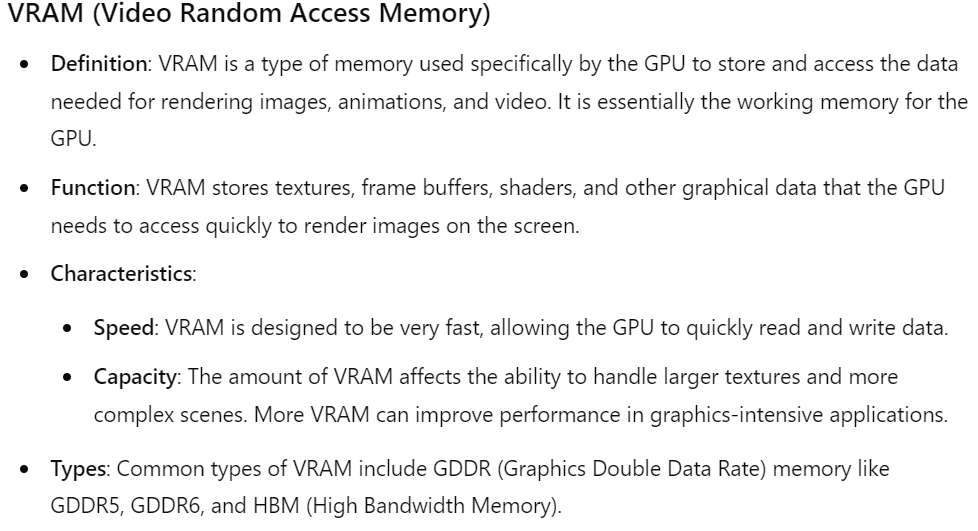 VRAM (Video Random Access Memory)
• Definition: VRAM is a type of memory used specifically by the GPU to store and access the data
needed for rendering images, animations, and video. It is essentially the working memory for the
GPU.
• Function: VRAM stores textures, frame buffers, shaders, and other graphical data that the GPU
needs to access quickly to render images on the screen.
• Characteristics:
• Speed: VRAM is designed to be very fast, allowing the GPU to quickly read and write data.
• Capacity: The amount of VRAM affects the ability to handle larger textures and more
complex scenes. More VRAM can improve performance in graphics-intensive applications.
• Types: Common types of VRAM include GDDR (Graphics Double Data Rate) memory like
GDDR5, GDDR6, and HBM (High Bandwidth Memory).